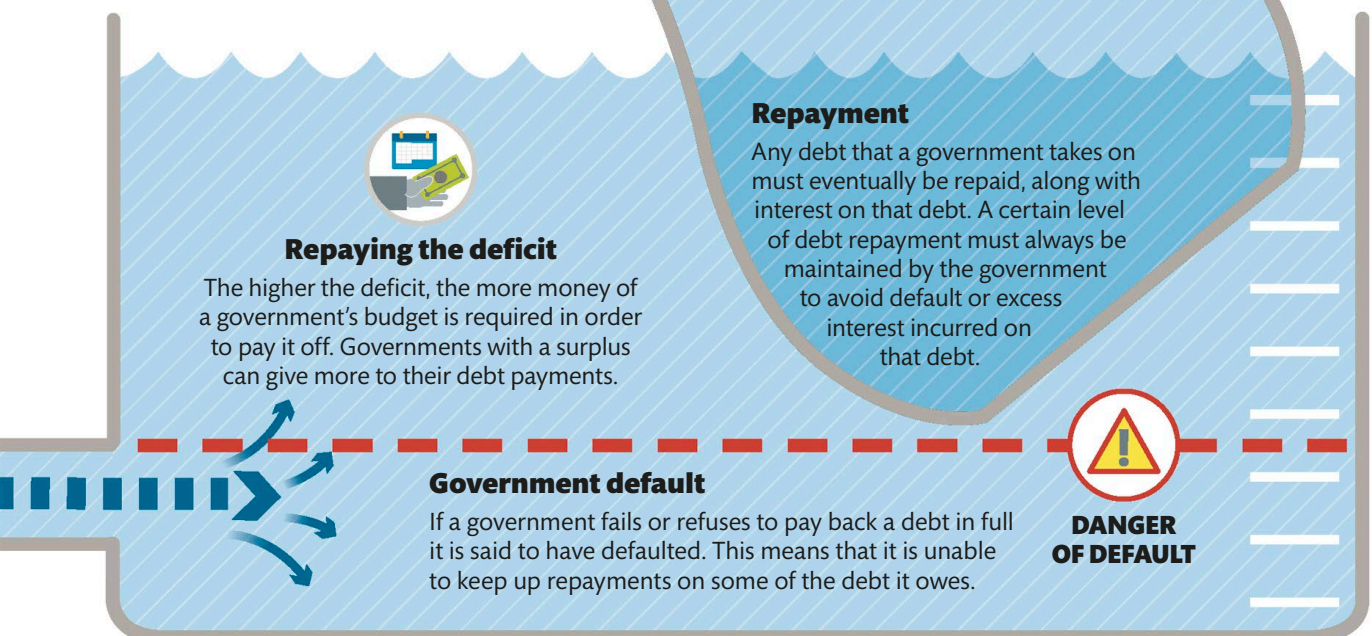 Repaying the deficit
The higher the deficit, the more money of
a government’s budget is required in order
to pay it off. Governments with a surplus
can give more to their debt payments.
Repayment
Any debt that a government takes on
must eventually be repaid, along with
interest on that debt. A certain level
of debt repayment must always be
maintained by the government
to avoid default or excess
interest incurred on
that debt.
Government default
If a government fails or refuses to pay back a debt in full
it is said to have defaulted. This means that it is unable
to keep up repayments on some of the debt it owes.
DANGER
OF DEFAULT